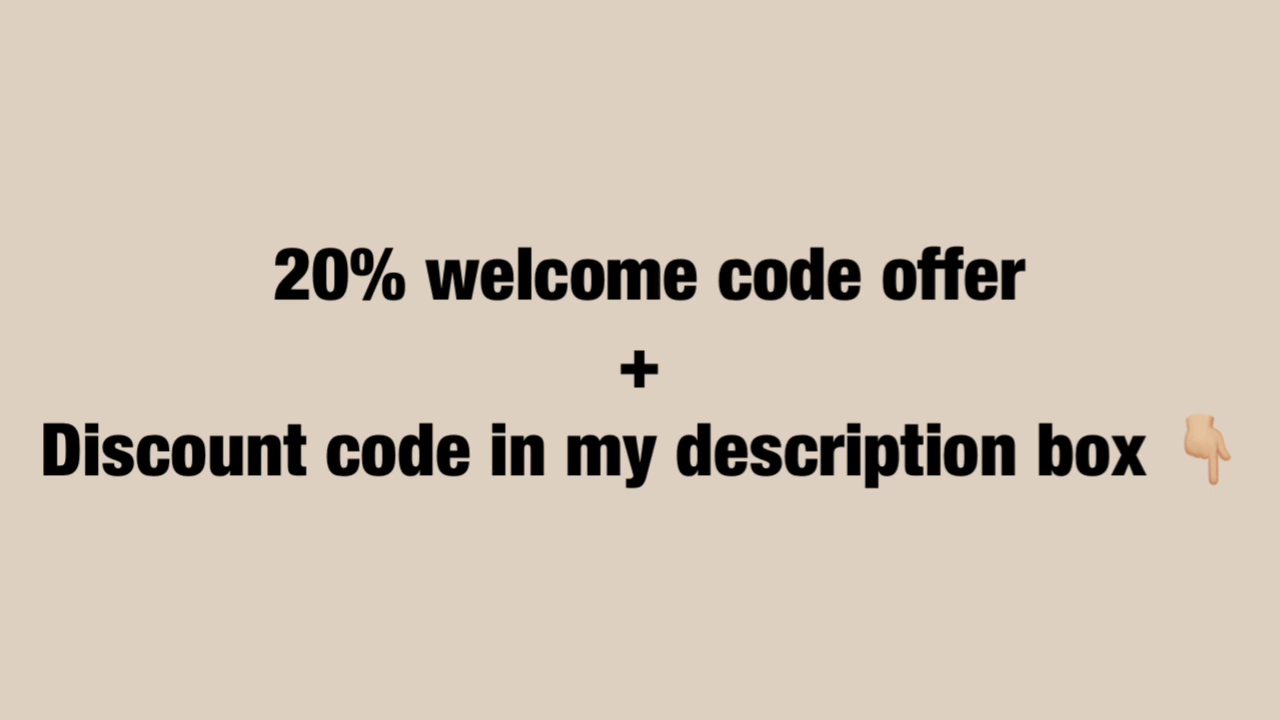 20% welcome code offer
+
Discount code in my description box 👇🏼